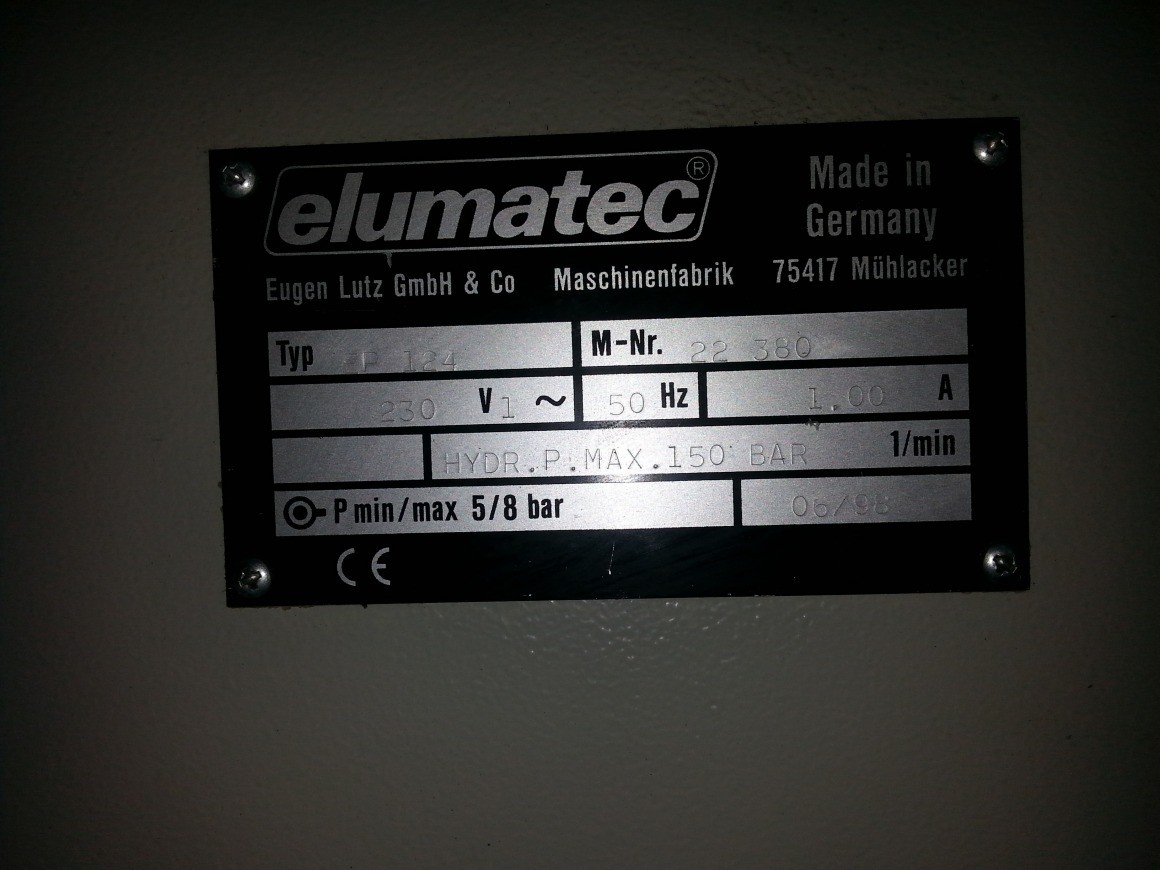 elumatec®
Made in
Germany
Eugen Lutz GmbH & Co Maschinenfabrik 75417 Mühlacker
Typ 124 M-Nr. 22 380
230 V 1 ~ 50 Hz 1.00 A
HYDR.P.MAX.150 BAR 1/min
P min/max 5/8 bar 06/98
CE